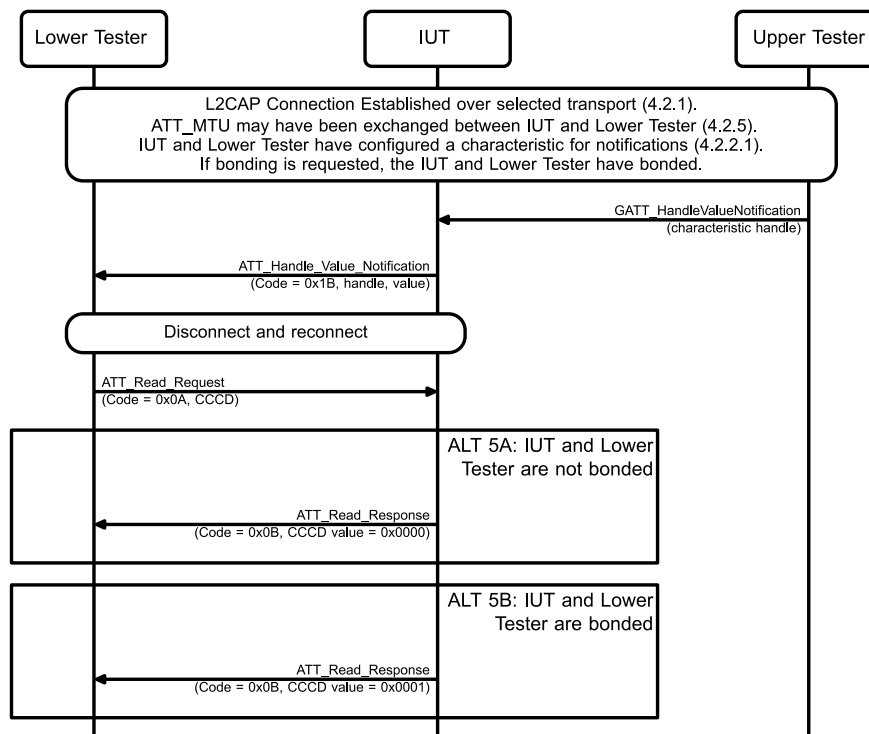 Lower Tester
IUT
Upper Tester
L2CAP Connection Established over selected transport (4.2.1).
ATT_MTU may have been exchanged between IUT and Lower Tester (4.2.5).
IUT and Lower Tester have configured a characteristic for notifications (4.2.2.1).
If bonding is requested, the IUT and Lower Tester have bonded.
GATT_HandleValueNotification
(characteristic handle)
ATT_Handle_Value_Notification
(Code = 0x1B, handle, value)
Disconnect and reconnect
ATT_Read_Request
(Code = 0x0A, CCCD)
ALT 5A: IUT and Lower
Tester are not bonded
ATT_Read_Response
(Code = 0x0B, CCCD value = 0x0000)
ALT 5B: IUT and Lower
Tester are bonded
ATT_Read_Response
(Code = 0x0B, CCCD value = 0x0001)